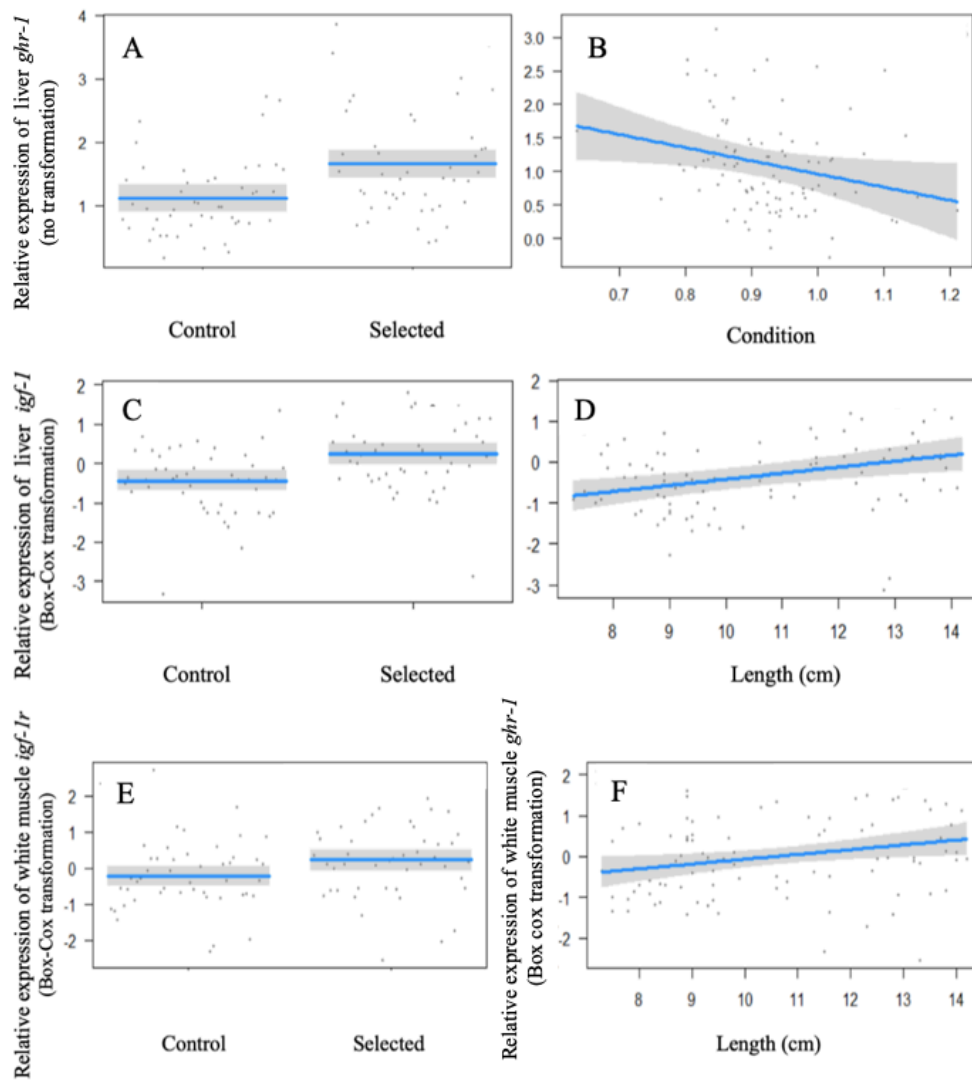 Relative expression of liver ghr-1
(no transformation)
A
4
3
2
1
Control
Selected
B
3.0
2.5
2.0
1.5
1.0
0.5
0.0
0.7
0.8
0.9
1.0
1.1
1.2
Condition
Relative expression of liver igf-1
(Box-Cox transformation)
C
2
1
0
-1
-2
-3
Control
Selected
D
2
1
0
-1
-2
-3
8
9
10
11
12
13
14
Length (cm)
Relative expression of white muscle igf-1r
(Box-Cox transformation)
E
2
1
0
-1
-2
Control
Selected
Relative expression of white muscle ghr-1
(Box cox transformation)
F
2
1
0
-1
-2
8
9
10
11
12
13
14
Length (cm)